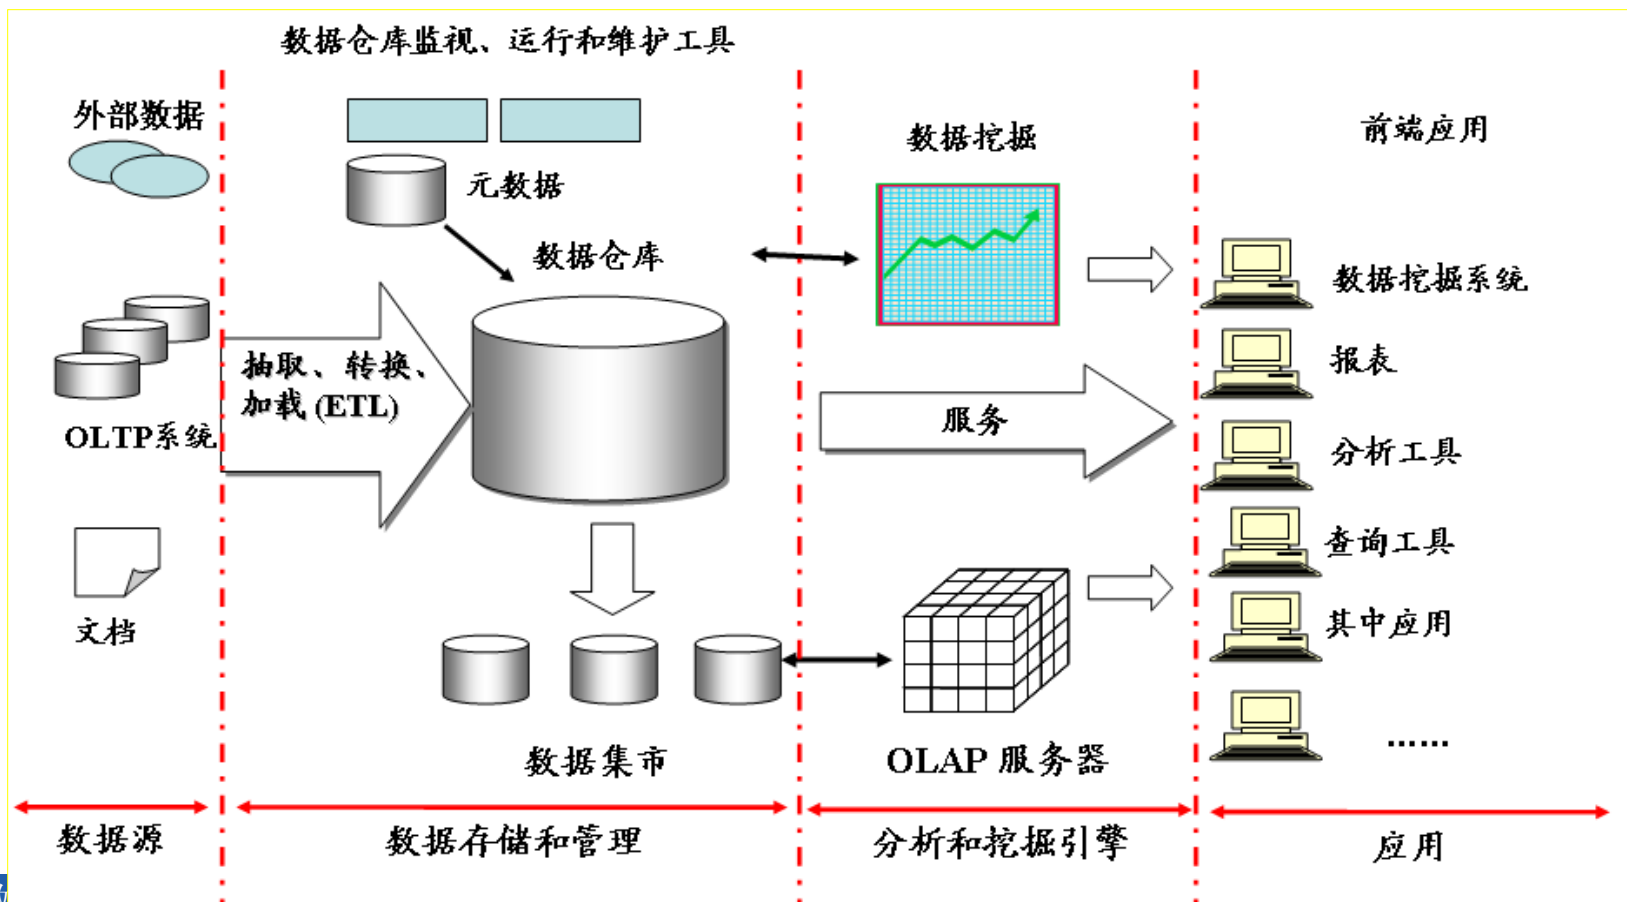 数据仓库监视、运行和维护工具
外部数据
OLTP系统
文档
元数据
数据仓库
抽取、转换、
加载 (ETL)
数据集市
数据挖掘
服务
OLAP 服务器
前端应用
数据挖掘系统
报表
分析工具
查询工具
其中应用
......
数据源
数据存储和管理
分析和挖掘引擎
应用